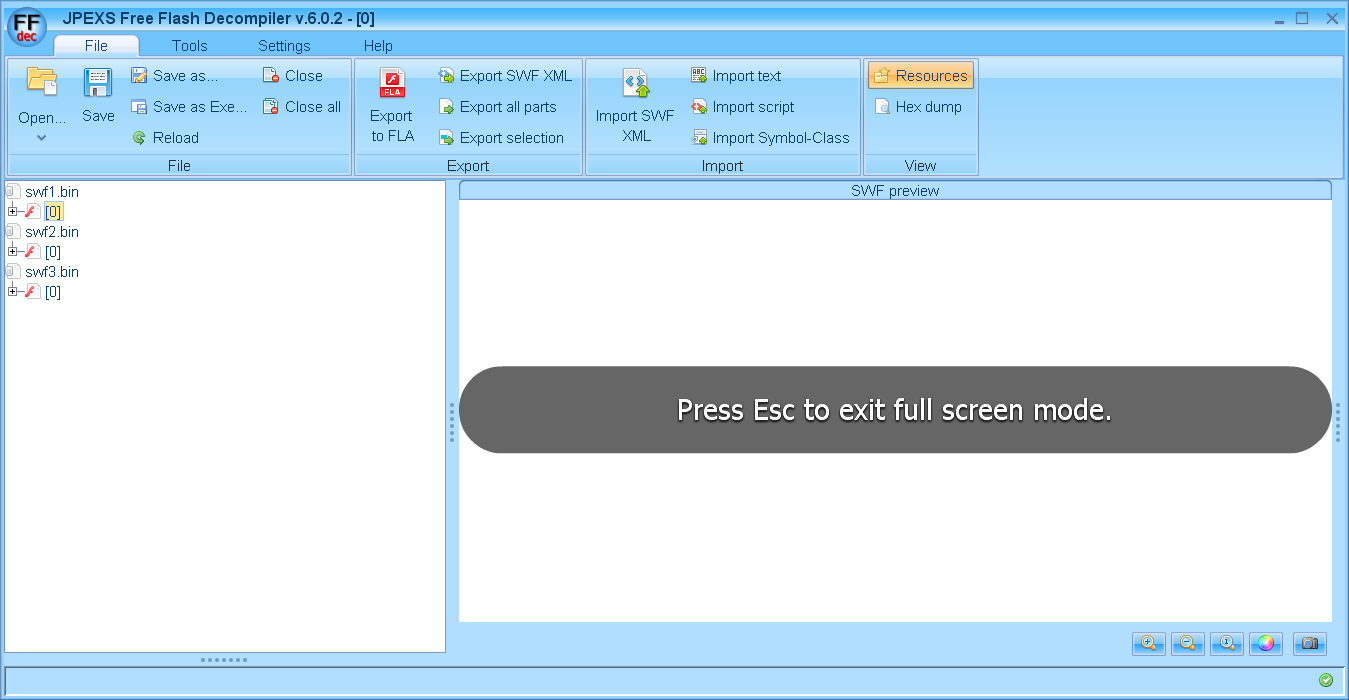 FF
dec
JPEXS Free Flash Decompiler v.6.0.2 - [0]
File Tools Settings Help
Open...
Save
Save as...
Save as Exe...
Reload
Close
Close all
File
Export
to FLA
FLA
Export SWF XML
Export all parts
Export selection
Export
Import SWF
XML
ABC
Import text
Import script
Import Symbol-Class
Import
Resources
Hex dump
View
swf1.bin
[0]
swf2.bin
[0]
swf3.bin
[0]
SWF preview
Press Esc to exit full screen mode.